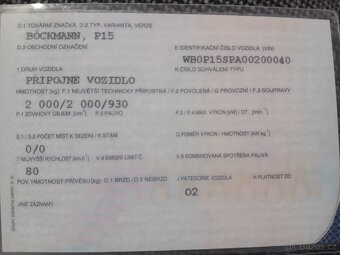 D.1 TOVÁRNÍ ZNAČKA, D.2 TYP, VARIANTA, VERZE
BÖCKMANN, P15
D.3 OBCHODNÍ OZNAČENÍ
E IDENTIFIKAČNÍ ČÍSLO VOZIDLA (VIN)
WB0P15SPA00200040
J DRUH VOZIDLA
K ČÍSLO SCHVÁLENÍ TYPU
PŘÍPOJNÉ VOZIDLO
HMOTNOST [kg] - F.1 NEJVĚTŠÍ TECHNICKY PŘÍPUSTNÁ / F.2 POVOLENÁ / G PROVOZNÍ / F.3 SOUPRAVY
2 000/2 000/930
P.1 ZDVIHOVÝ OBJEM [cm³]
P.3 PALIVO
P.2 / P.4 MAX. VÝKON [kW] / OT. [min⁻¹]
S.1 / S.2 POČET MÍST K SEZENÍ / K STÁNÍ
Q POMĚR VÝKON / HMOTNOST [kW.kg⁻¹]
0/0
T NEJVYŠŠÍ RYCHLOST [km.h⁻¹]
V.9 EMISNÍ LIMIT Č.
V.8 KOMBINOVANÁ SPOTŘEBA PALIVA
80
POV. HMOTNOST PŘÍVĚSU [kg] O.1 BRZD. / O.2 NEBRZD.
J KATEGORIE VOZIDLA
H PLATNOST DO
O2
JINÉ ZÁZNAMY
bazos.cz